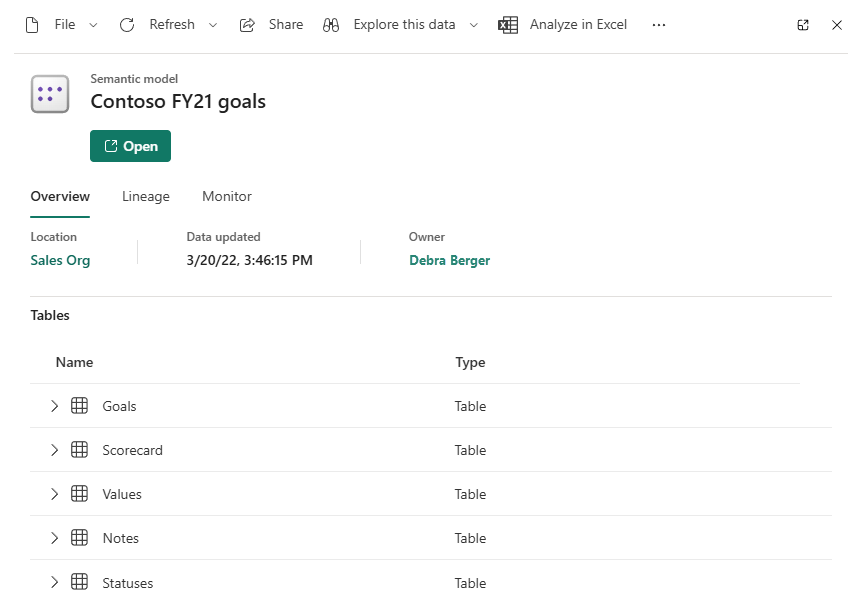 File Refresh Share Explore this data Analyze in Excel ...
Semantic model
Contoso FY21 goals
Open
Overview Lineage Monitor
Location Data updated Owner
Sales Org 3/20/22, 3:46:15 PM Debra Berger
Tables
Name Type
Goals Table
Scorecard Table
Values Table
Notes Table
Statuses Table